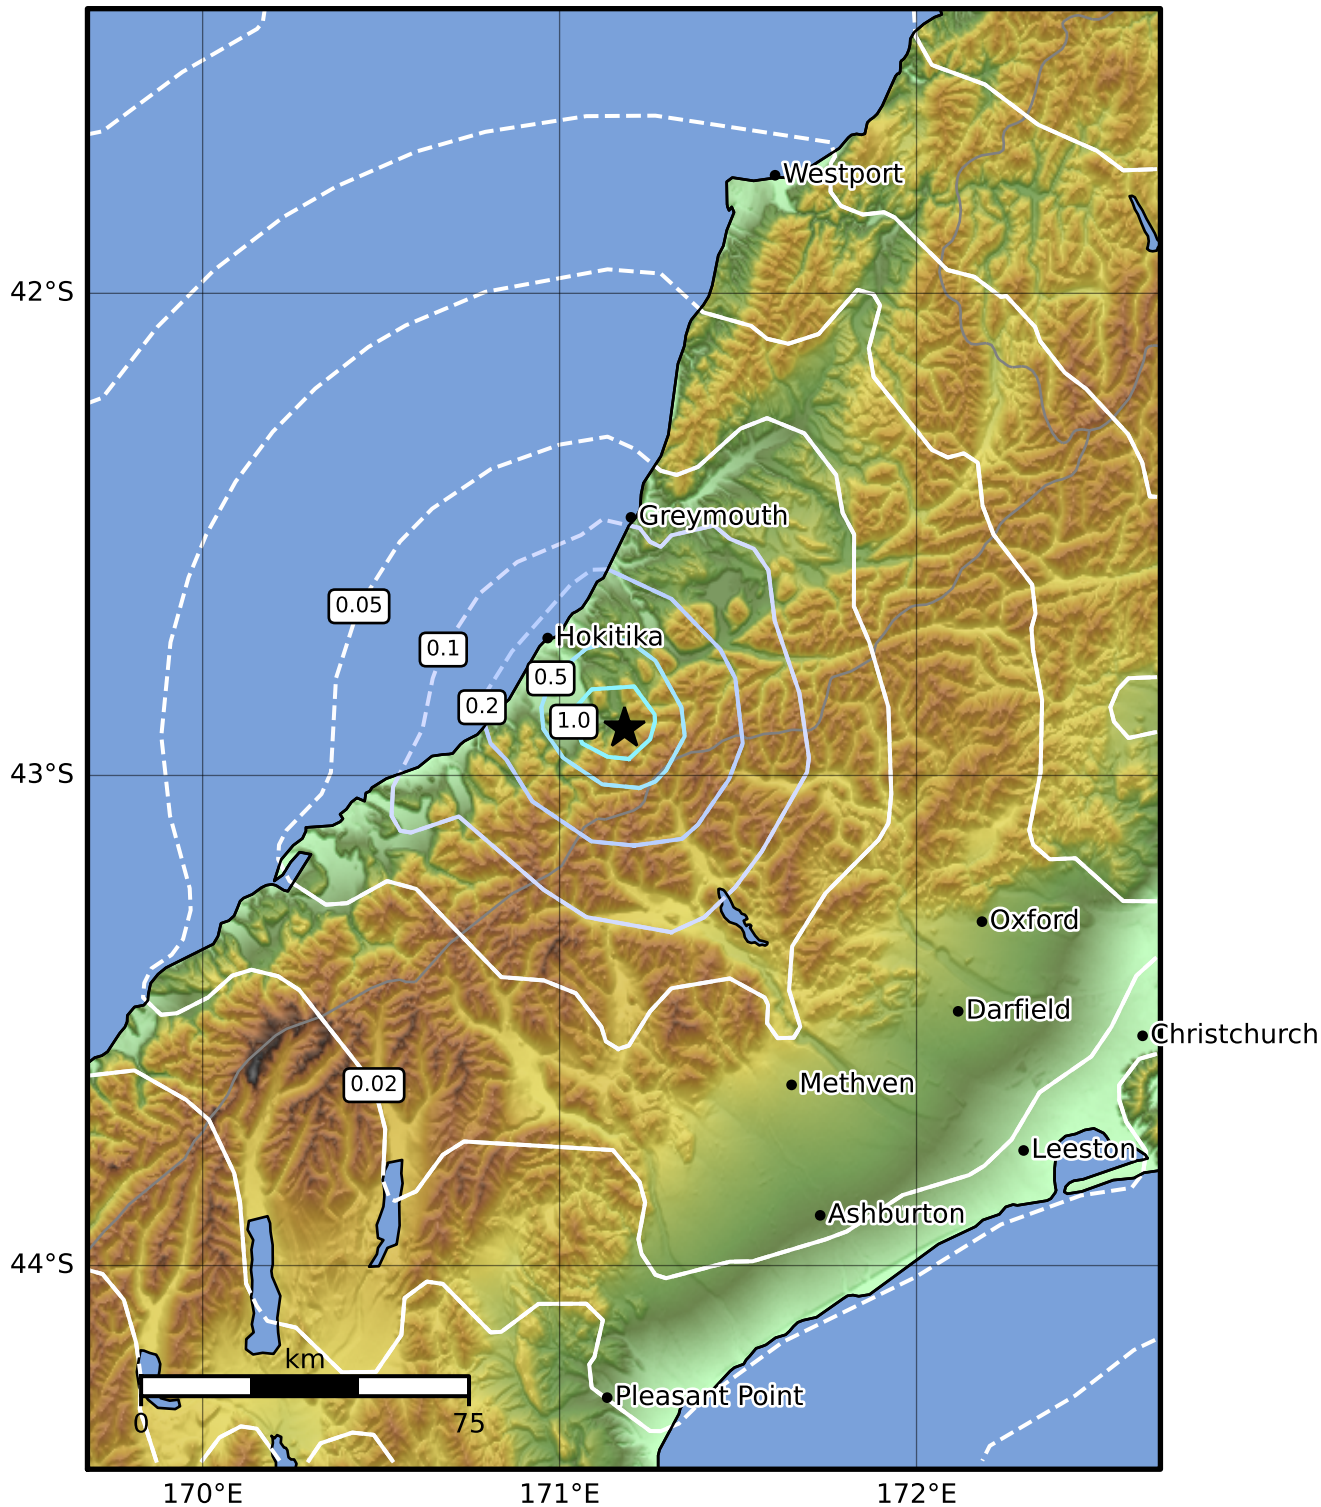 Westport
42°S
Greymouth
0.05
Hokitika
0.1
0.5
0.2
1.0
43°S
Oxford
Darfield
Christchurch
0.02
Methven
Leeston
Ashburton
44°S
km
Pleasant Point
0
75
170°E
171°E
172°E